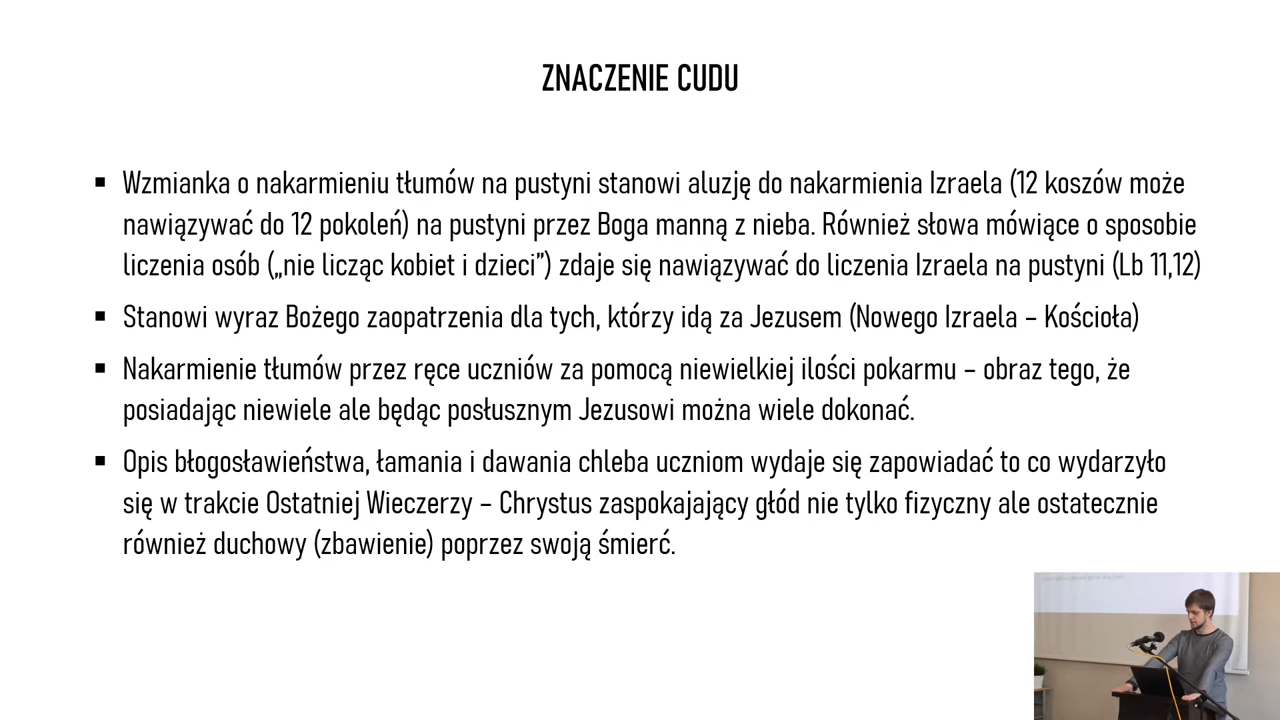 ZNACZENIE CUDU
▪ Wzmianka o nakarmieniu tłumów na pustyni stanowi aluzję do nakarmienia Izraela (12 koszów może
nawiązywać do 12 pokoleń) na pustyni przez Boga manną z nieba. Również słowa mówiące o sposobie
liczenia osób („nie licząc kobiet i dzieci”) zdaje się nawiązywać do liczenia Izraela na pustyni (Lb 11,12)
▪ Stanowi wyraz Bożego zaopatrzenia dla tych, którzy idą za Jezusem (Nowego Izraela – Kościoła)
▪ Nakarmienie tłumów przez ręce uczniów za pomocą niewielkiej ilości pokarmu – obraz tego, że
posiadając niewiele ale będąc posłusznym Jezusowi można wiele dokonać.
▪ Opis błogosławieństwa, łamania i dawania chleba uczniom wydaje się zapowiadać to co wydarzyło
się w trakcie Ostatniej Wieczerzy – Chrystus zaspokajający głód nie tylko fizyczny ale ostatecznie
również duchowy (zbawienie) poprzez swoją śmierć.